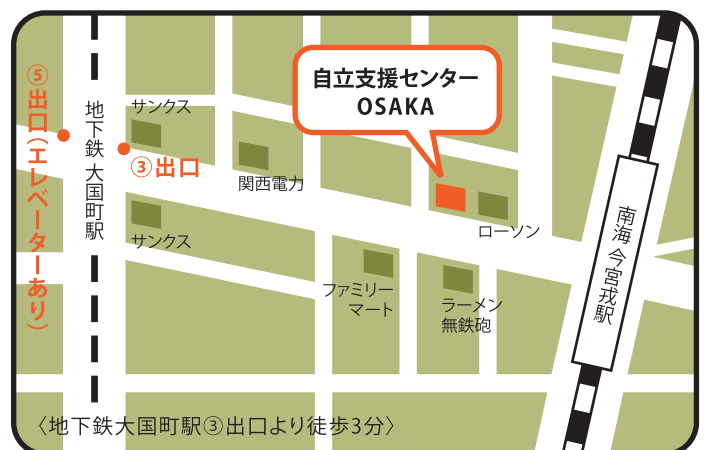 ⑤出口(エレベーターあり)
地下鉄 大国町駅
サンクス
③出口
関西電力
サンクス
自立支援センター
OSAKA
ローソン
ファミリー
マート
ラーメン
無鉄砲
南海 今宮戎駅
〈地下鉄大国町駅③出口より徒歩3分〉